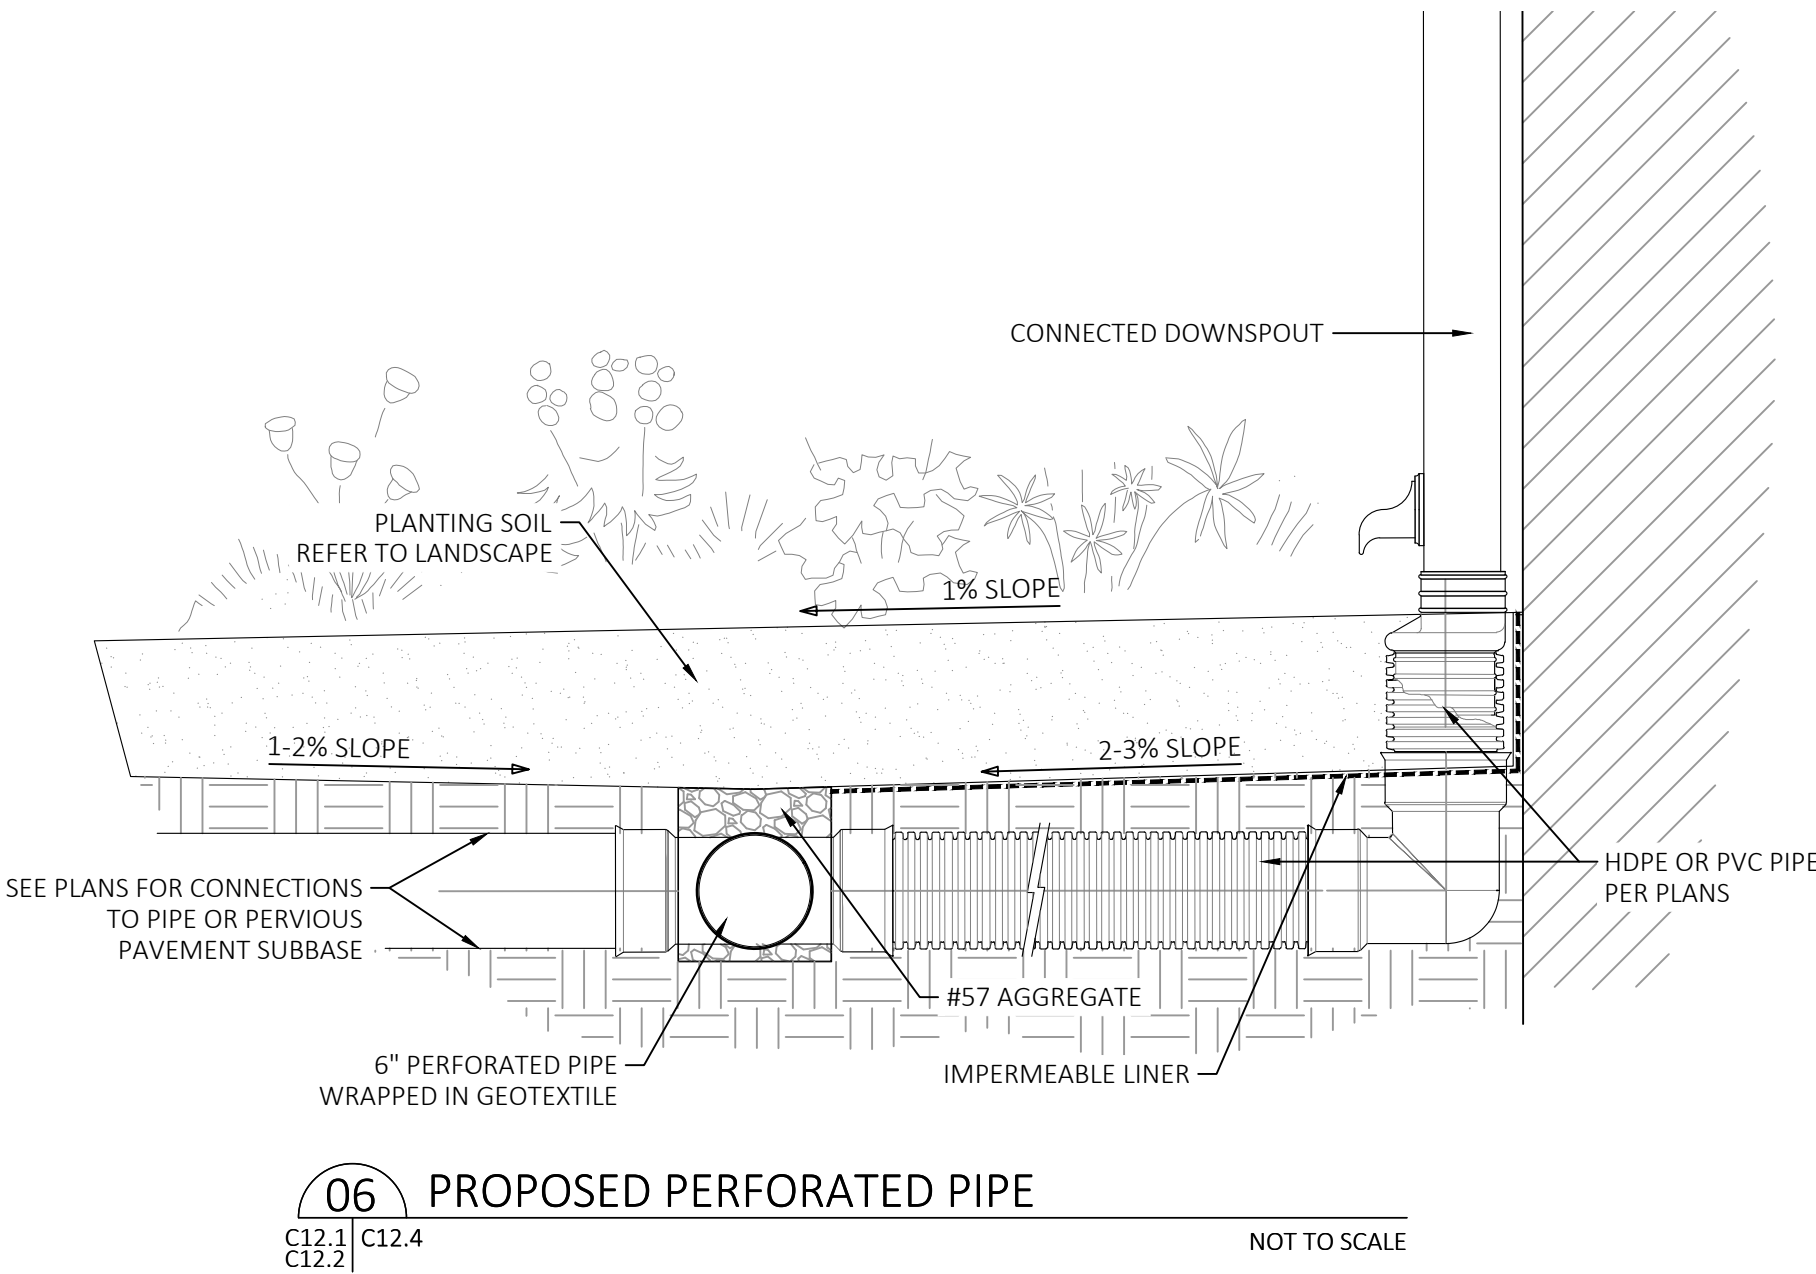 CONNECTED DOWNSPOUT
PLANTING SOIL
REFER TO LANDSCAPE
1% SLOPE
1-2% SLOPE
2-3% SLOPE
HDPE OR PVC PIPE
PER PLANS
SEE PLANS FOR CONNECTIONS
TO PIPE OR PERVIOUS
PAVEMENT SUBBASE
#57 AGGREGATE
6" PERFORATED PIPE
WRAPPED IN GEOTEXTILE
IMPERMEABLE LINER
06 PROPOSED PERFORATED PIPE
C12.1 C12.4
C12.2
NOT TO SCALE